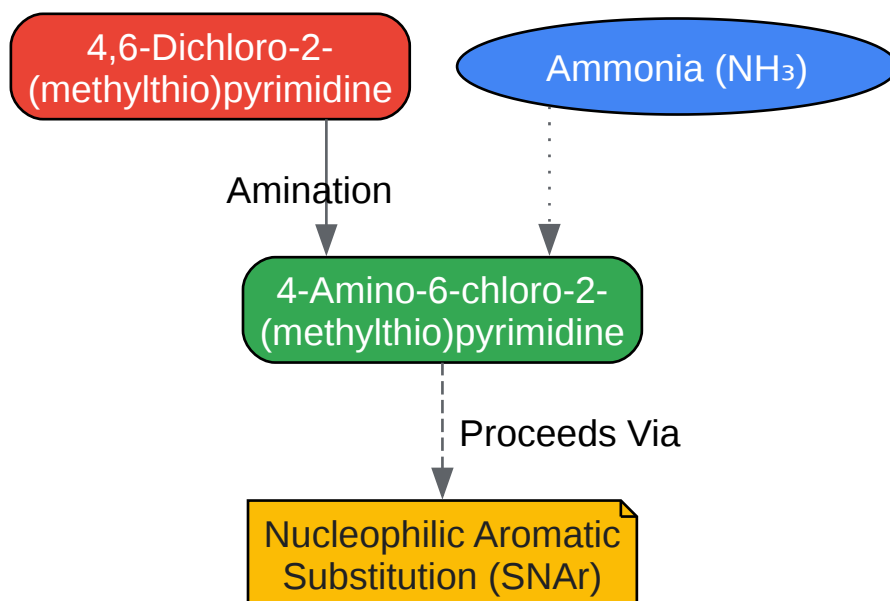 4,6-Dichloro-2-
(methylthio)pyrimidine
Ammonia (NH₃)
Amination
4-Amino-6-chloro-2-
(methylthio)pyrimidine
Proceeds Via
Nucleophilic Aromatic
Substitution (SNAr)